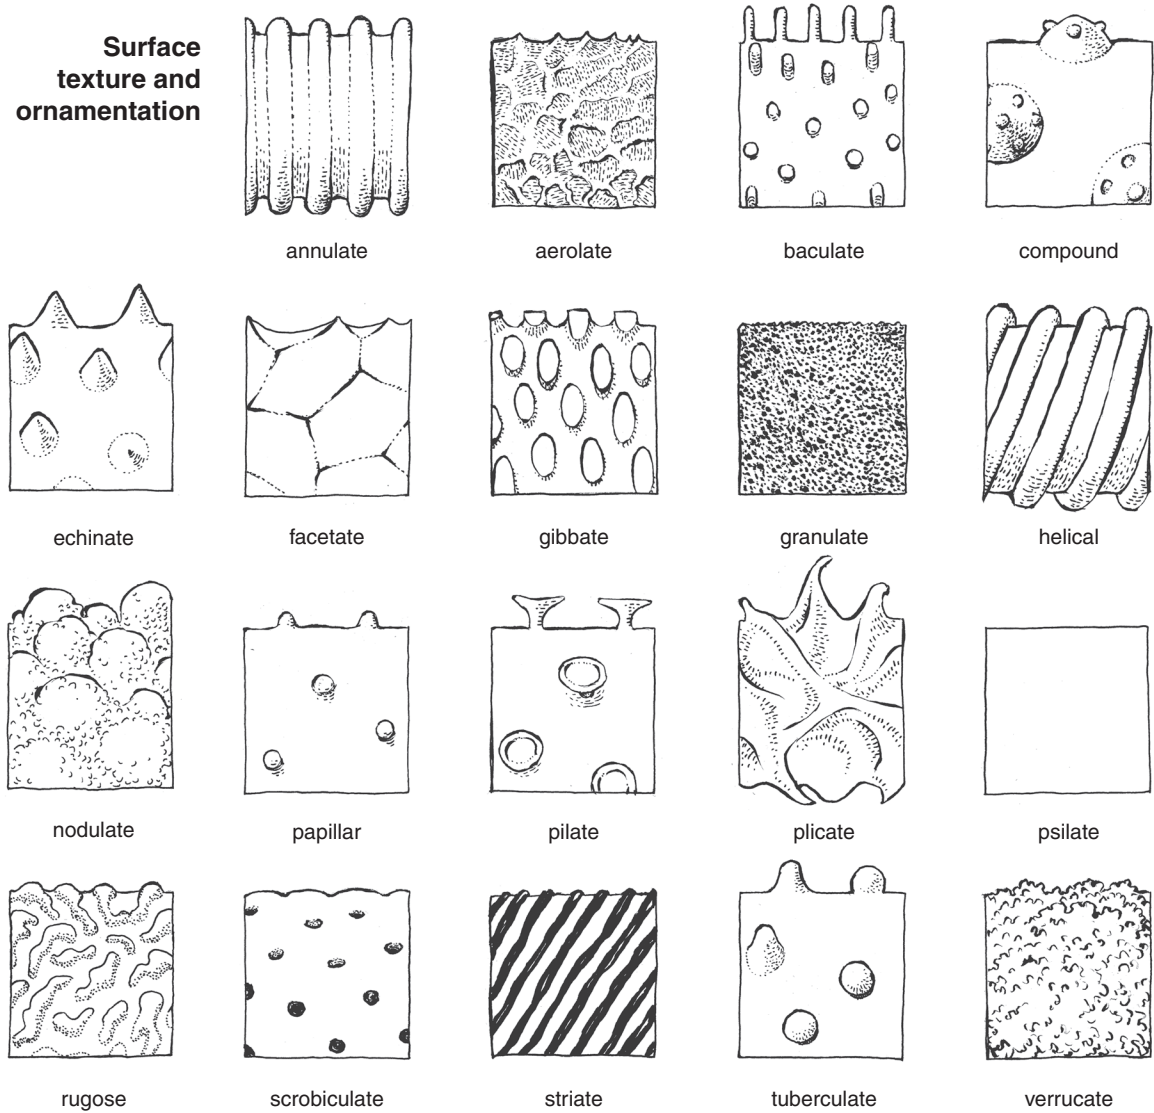 Surface
texture and
ornamentation
annulate
aerolate
baculate
compound
echinate
facetate
gibbate
granulate
helical
nodulate
papillar
pilate
plicate
psilate
rugose
scrobiculate
striate
tuberculate
verrucate